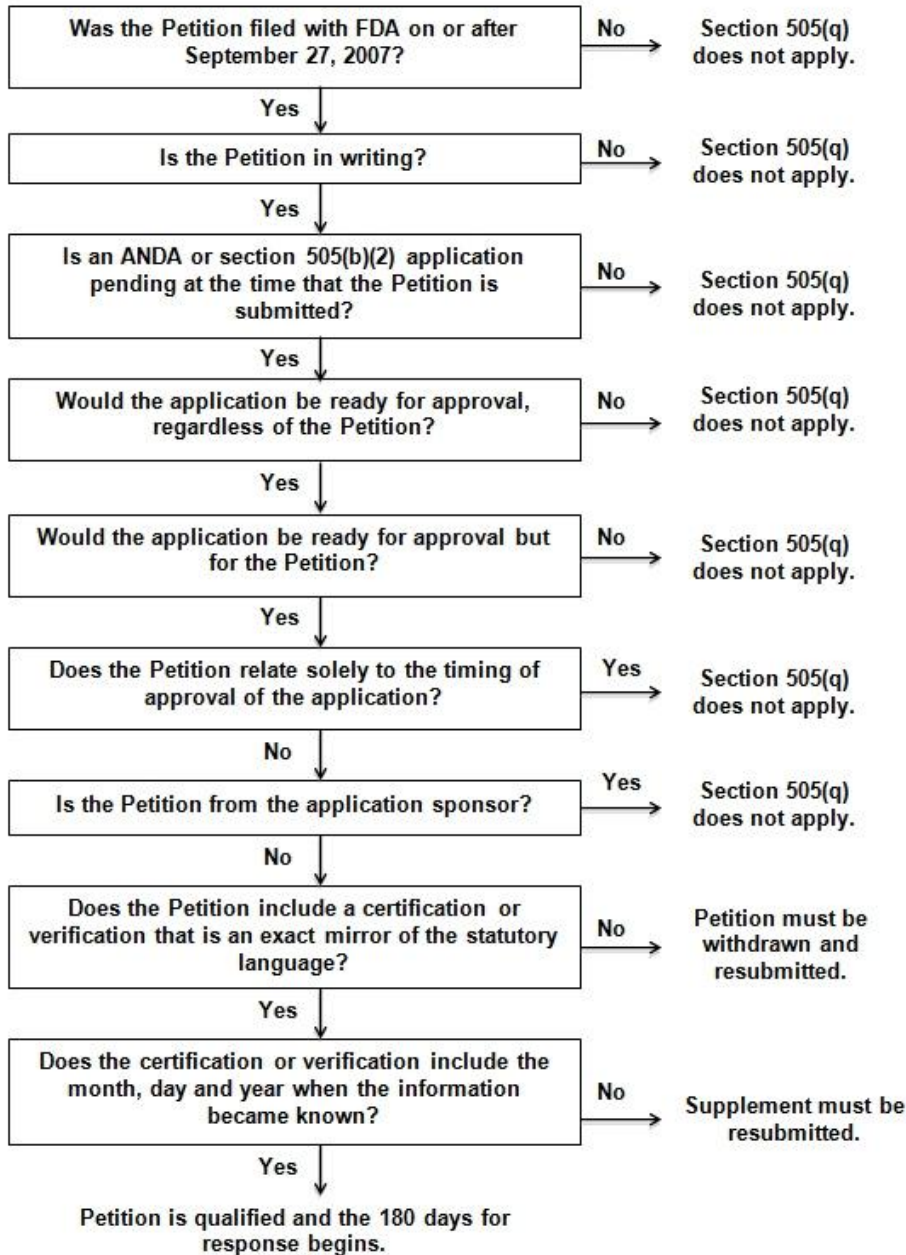 Was the Petition filed with FDA on or after
September 27, 2007?
No
Section 505(q)
does not apply.
Yes
Is the Petition in writing?
No
Section 505(q)
does not apply.
Yes
Is an ANDA or section 505(b)(2) application
pending at the time that the Petition is
submitted?
No
Section 505(q)
does not apply.
Yes
Would the application be ready for approval,
regardless of the Petition?
No
Section 505(q)
does not apply.
Yes
Would the application be ready for approval but
for the Petition?
No
Section 505(q)
does not apply.
Yes
Does the Petition relate solely to the timing of
approval of the application?
Yes
Section 505(q)
does not apply.
No
Is the Petition from the application sponsor?
Yes
Section 505(q)
does not apply.
No
Does the Petition include a certification or
verification that is an exact mirror of the statutory
language?
No
Petition must be
withdrawn and
resubmitted.
Yes
Does the certification or verification include the
month, day and year when the information
became known?
No
Supplement must be
resubmitted.
Yes
Petition is qualified and the 180 days for
response begins.